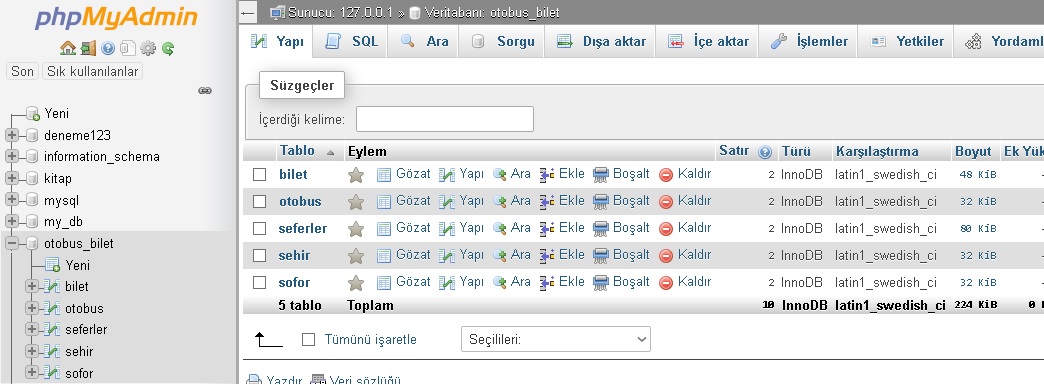 phpMyAdmin
Son Sık kullanılanlar
Yeni
deneme123
information_schema
kitap
mysql
my_db
otobus_bilet
Yeni
bilet
otobus
seferler
sehir
sofor
Sunucu: 127.0.0.1 » Veritabanı: otobus_bilet
Yapı SQL Ara Sorgu Dışa aktar İçe aktar İşlemler Yetkiler Yordaml
Süzgeçler
İçerdiği kelime:
Tablo Eylem Satır Türü Karşılaştırma Boyut Ek Yük
bilet Gözat Yapı Ara Ekle Boşalt Kaldır 2 InnoDB latin1_swedish_ci 48 KiB -
otobus Gözat Yapı Ara Ekle Boşalt Kaldır 2 InnoDB latin1_swedish_ci 32 KiB -
seferler Gözat Yapı Ara Ekle Boşalt Kaldır 2 InnoDB latin1_swedish_ci 80 KiB -
sehir Gözat Yapı Ara Ekle Boşalt Kaldır 2 InnoDB latin1_swedish_ci 32 KiB -
sofor Gözat Yapı Ara Ekle Boşalt Kaldır 2 InnoDB latin1_swedish_ci 32 KiB -
5 tablo Toplam 10 InnoDB latin1_swedish_ci 224 KiB 0
Tümünü işaretle Seçilileri:
Yazdır Veri sözlüğü